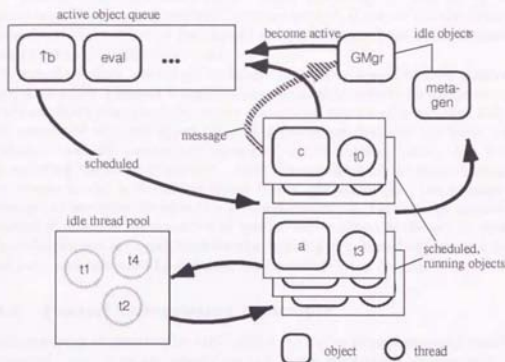 active object queue
↑b
eval
...
become active
GMgr
idle objects
meta-
gen
message
c
t0
scheduled
idle thread pool
t1
t4
t2
a
t3
scheduled,
running objects
object
thread